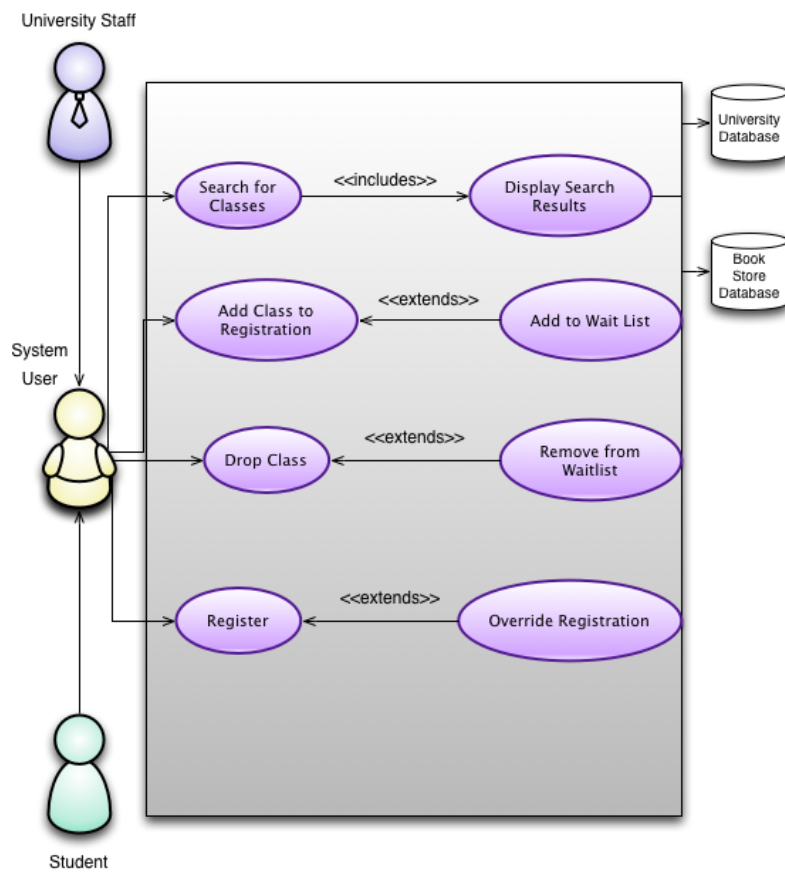 University Staff
University
Database
Search for
Classes
<<includes>>
Display Search
Results
Book
Store
Database
Add Class to
Registration
<<extends>>
Add to Wait List
System
User
Drop Class
<<extends>>
Remove from
Waitlist
Register
<<extends>>
Override Registration
Student